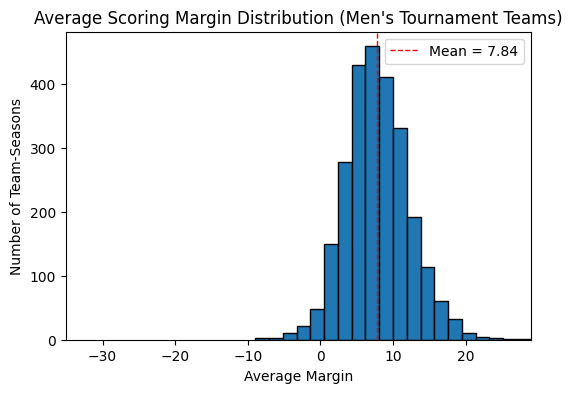 Average Scoring Margin Distribution (Men's Tournament Teams)
Mean = 7.84
Number of Team-Seasons
400
300
200
100
0
−30
−20
−10
0
10
20
Average Margin